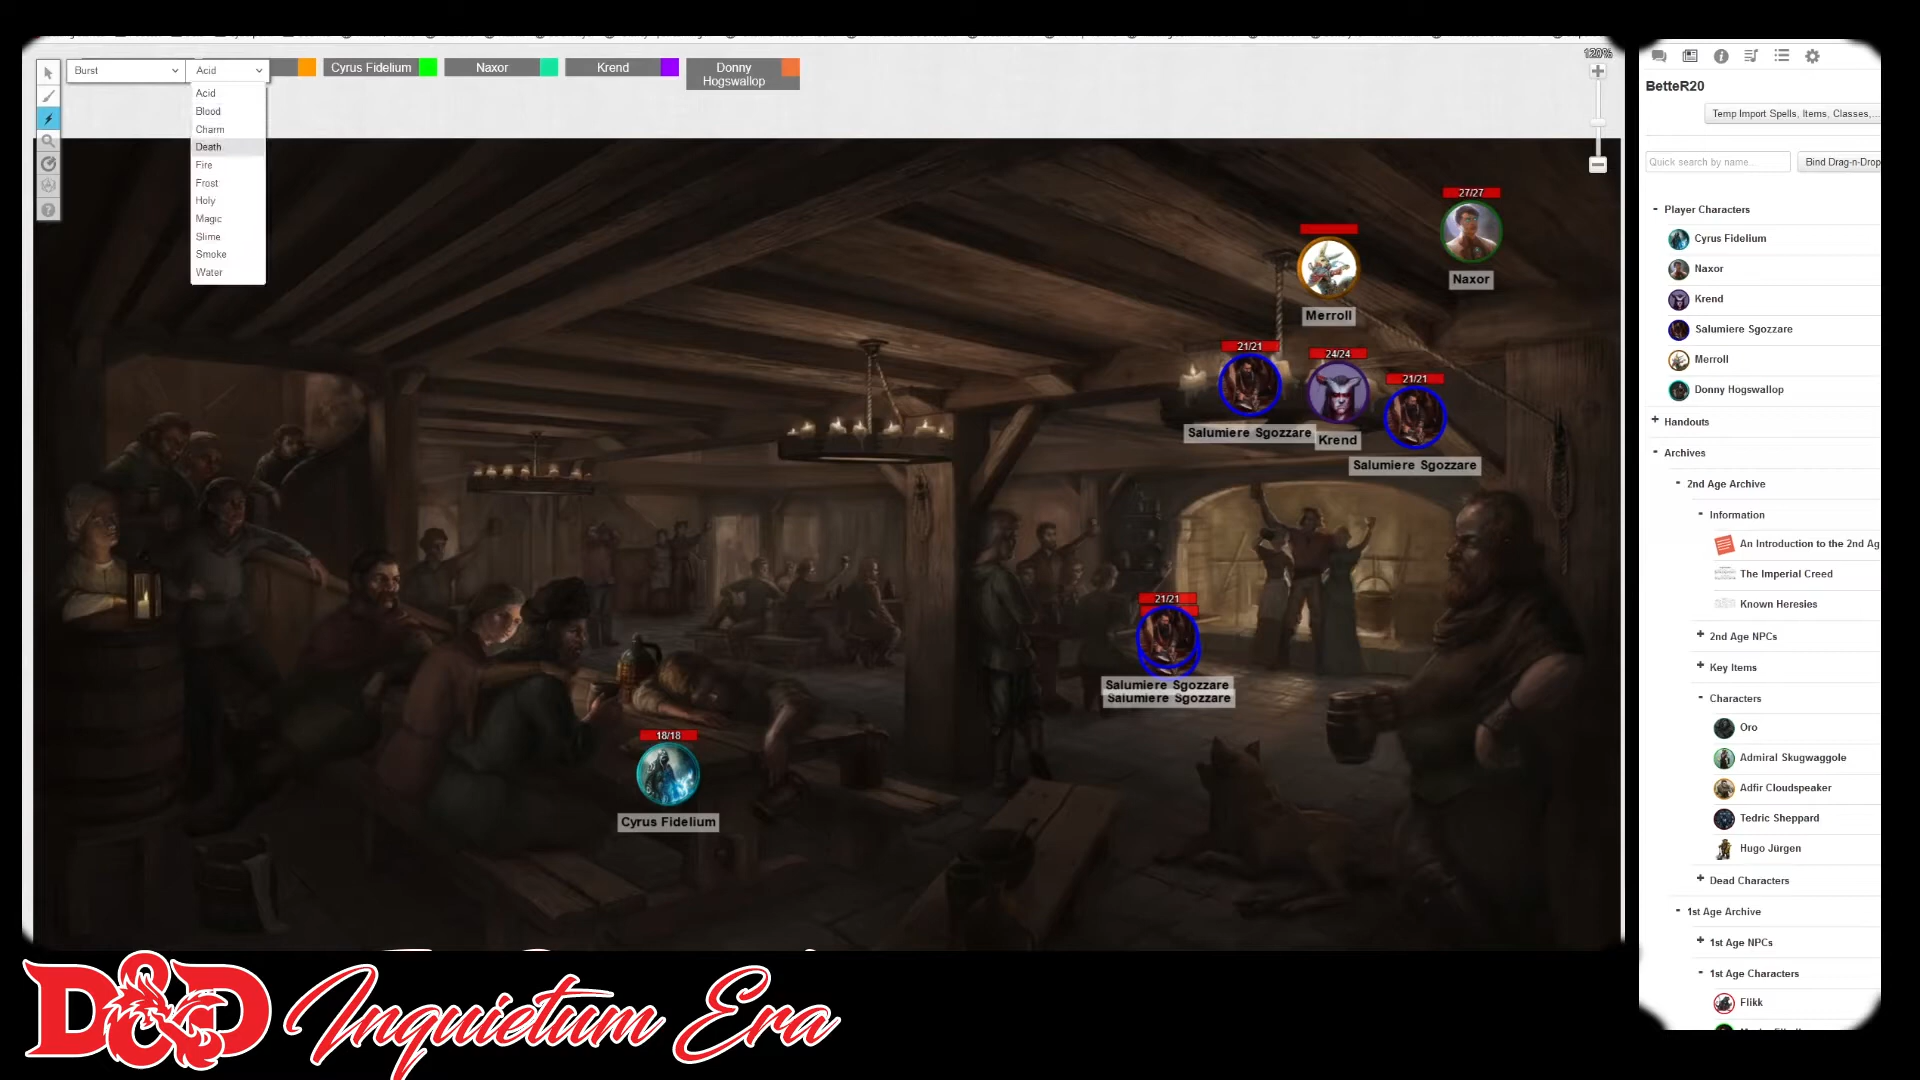 Burst
Acid
Cyrus Fidelium
Naxor
Krend
Donny
Hogswallop
120%
Acid
Blood
Charm
Death
Fire
Frost
Holy
Magic
Slime
Smoke
Water
27/27
Naxor
Merroll
21/21
Salumiere Sgozzare
24/24
Krend
21/21
Salumiere Sgozzare
21/21
Salumiere Sgozzare
Salumiere Sgozzare
18/18
Cyrus Fidelium
BetteR20
Temp Import Spells, Items, Classes,...
Quick search by name...
Bind Drag-n-Drop
Player Characters
Cyrus Fidelium
Naxor
Krend
Salumiere Sgozzare
Merroll
Donny Hogswallop
Handouts
Archives
2nd Age Archive
Information
An Introduction to the 2nd Ag
The Imperial Creed
Known Heresies
2nd Age NPCs
Key Items
Characters
Oro
Admiral Skugwaggole
Adfir Cloudspeaker
Tedric Sheppard
Hugo Jürgen
Dead Characters
1st Age Archive
1st Age NPCs
1st Age Characters
Flikk
D&D Inquietum Era